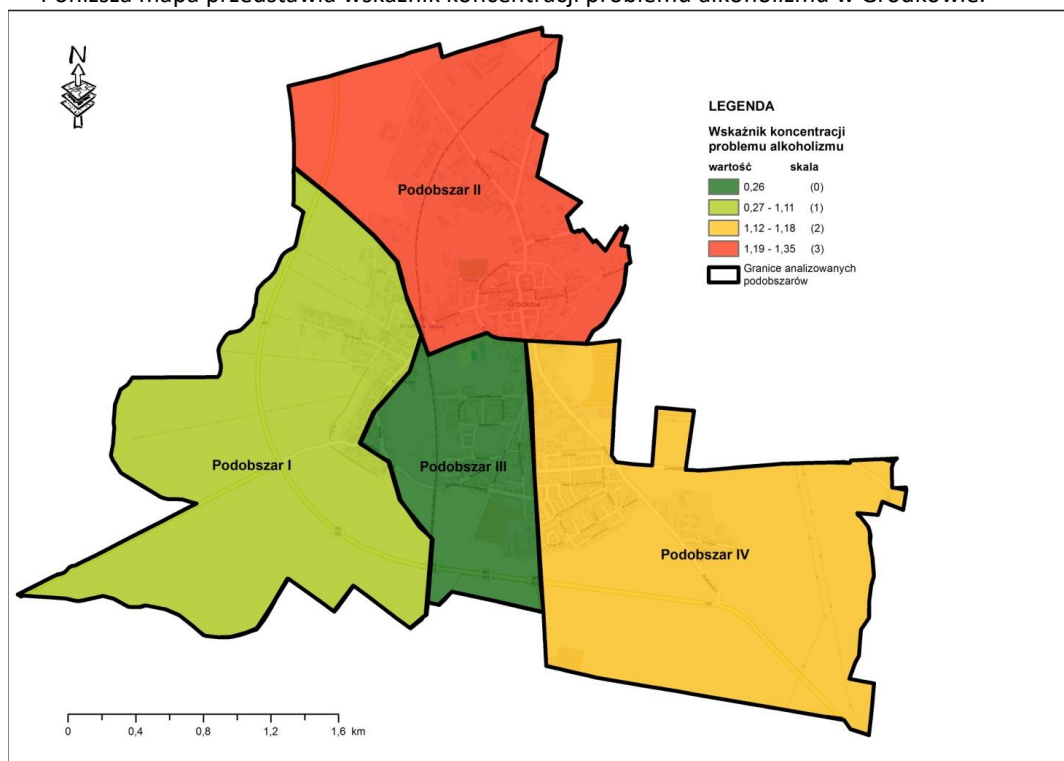 Poniższa mapa przedstawia wskaźnik koncentracji problemu alkoholizmu w Grodkowie.
N
LEGENDA
Wskaźnik koncentracji
problemu alkoholizmu
wartość skala
0,26 (0)
0,27 - 1,11 (1)
1,12 - 1,18 (2)
1,19 - 1,35 (3)
Granice analizowanych
podobszarów
Podobszar II
Grodków
Podobszar I
Podobszar III
Podobszar IV
0 0,4 0,8 1,2 1,6 km